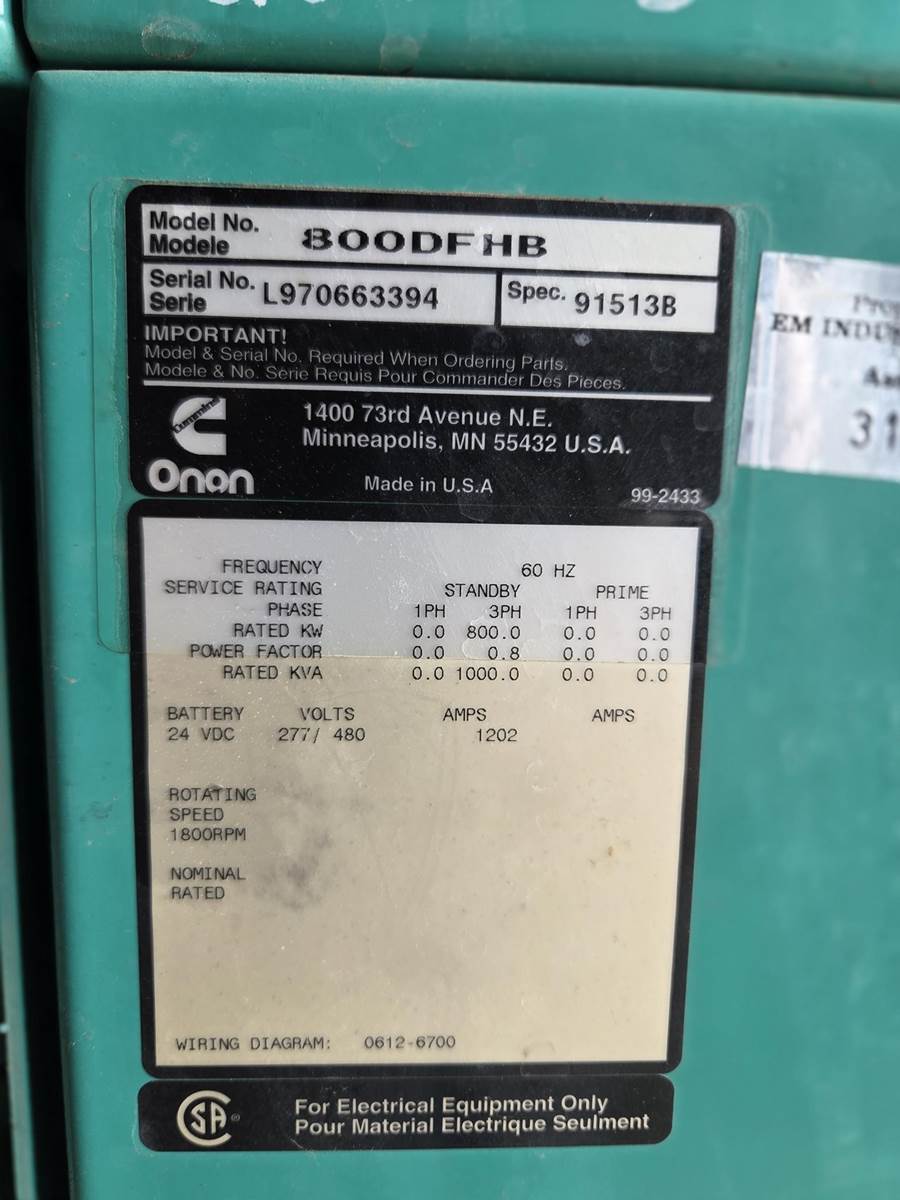 Model No.
Modele
800DFHB
Serial No.
Serie
L970663394
Spec. 91513B
IMPORTANT!
Model & Serial No. Required When Ordering Parts.
Modele & No. Serie Requis Pour Commander Des Pieces.
Cummins
Onan
1400 73rd Avenue N.E.
Minneapolis, MN 55432 U.S.A.
Made in U.S.A
99-2433
EM
31
FREQUENCY 60 HZ
SERVICE RATING STANDBY PRIME
PHASE 1PH 3PH 1PH 3PH
RATED KW 0.0 800.0 0.0 0.0
POWER FACTOR 0.0 0.8 0.0 0.0
RATED KVA 0.0 1000.0 0.0 0.0
BATTERY VOLTS AMPS AMPS
24 VDC 277/ 480 1202
ROTATING
SPEED
1800RPM
NOMINAL
RATED
WIRING DIAGRAM: 0612-6700
SA ®
For Electrical Equipment Only
Pour Material Electrique Seulment